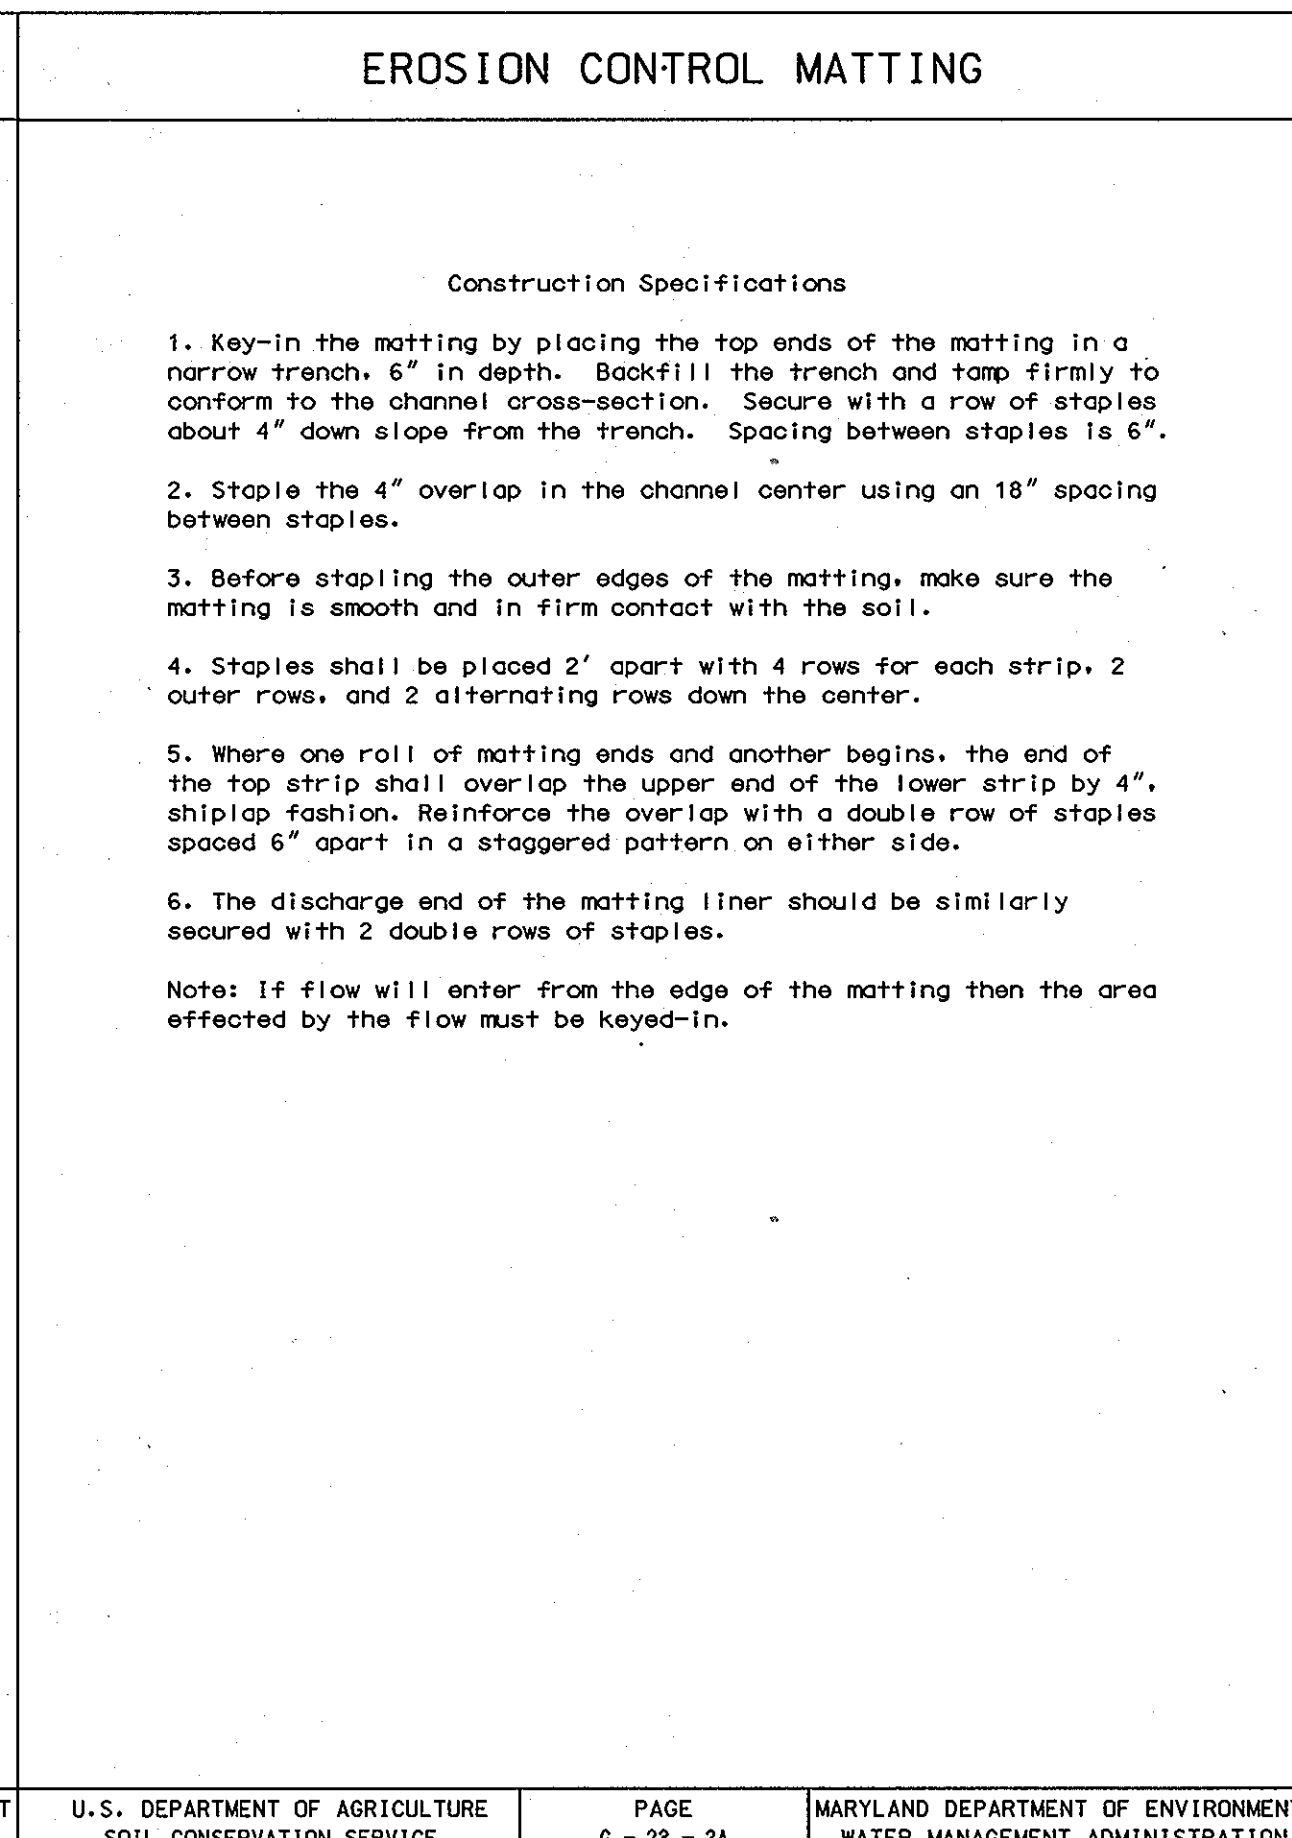 EROSION CONTROL MATTING
Construction Specifications
1. Key-in the matting by placing the top ends of the matting in a
narrow trench, 6" in depth. Backfill the trench and tamp firmly to
conform to the channel cross-section. Secure with a row of staples
about 4" down slope from the trench. Spacing between staples is 6".
2. Staple the 4" overlap in the channel center using an 18" spacing
between staples.
3. Before stapling the outer edges of the matting, make sure the
matting is smooth and in firm contact with the soil.
4. Staples shall be placed 2' apart with 4 rows for each strip, 2
outer rows, and 2 alternating rows down the center.
5. Where one roll of matting ends and another begins, the end of
the top strip shall overlap the upper end of the lower strip by 4",
shiplap fashion. Reinforce the overlap with a double row of staples
spaced 6" apart in a staggered pattern on either side.
6. The discharge end of the matting liner should be similarly
secured with 2 double rows of staples.
Note: If flow will enter from the edge of the matting then the area
effected by the flow must be keyed-in.
T
U.S. DEPARTMENT OF AGRICULTURE
SOIL CONSERVATION SERVICE
PAGE
MARYLAND DEPARTMENT OF ENVIRONMENT
WATER MANAGEMENT ADMINISTRATION